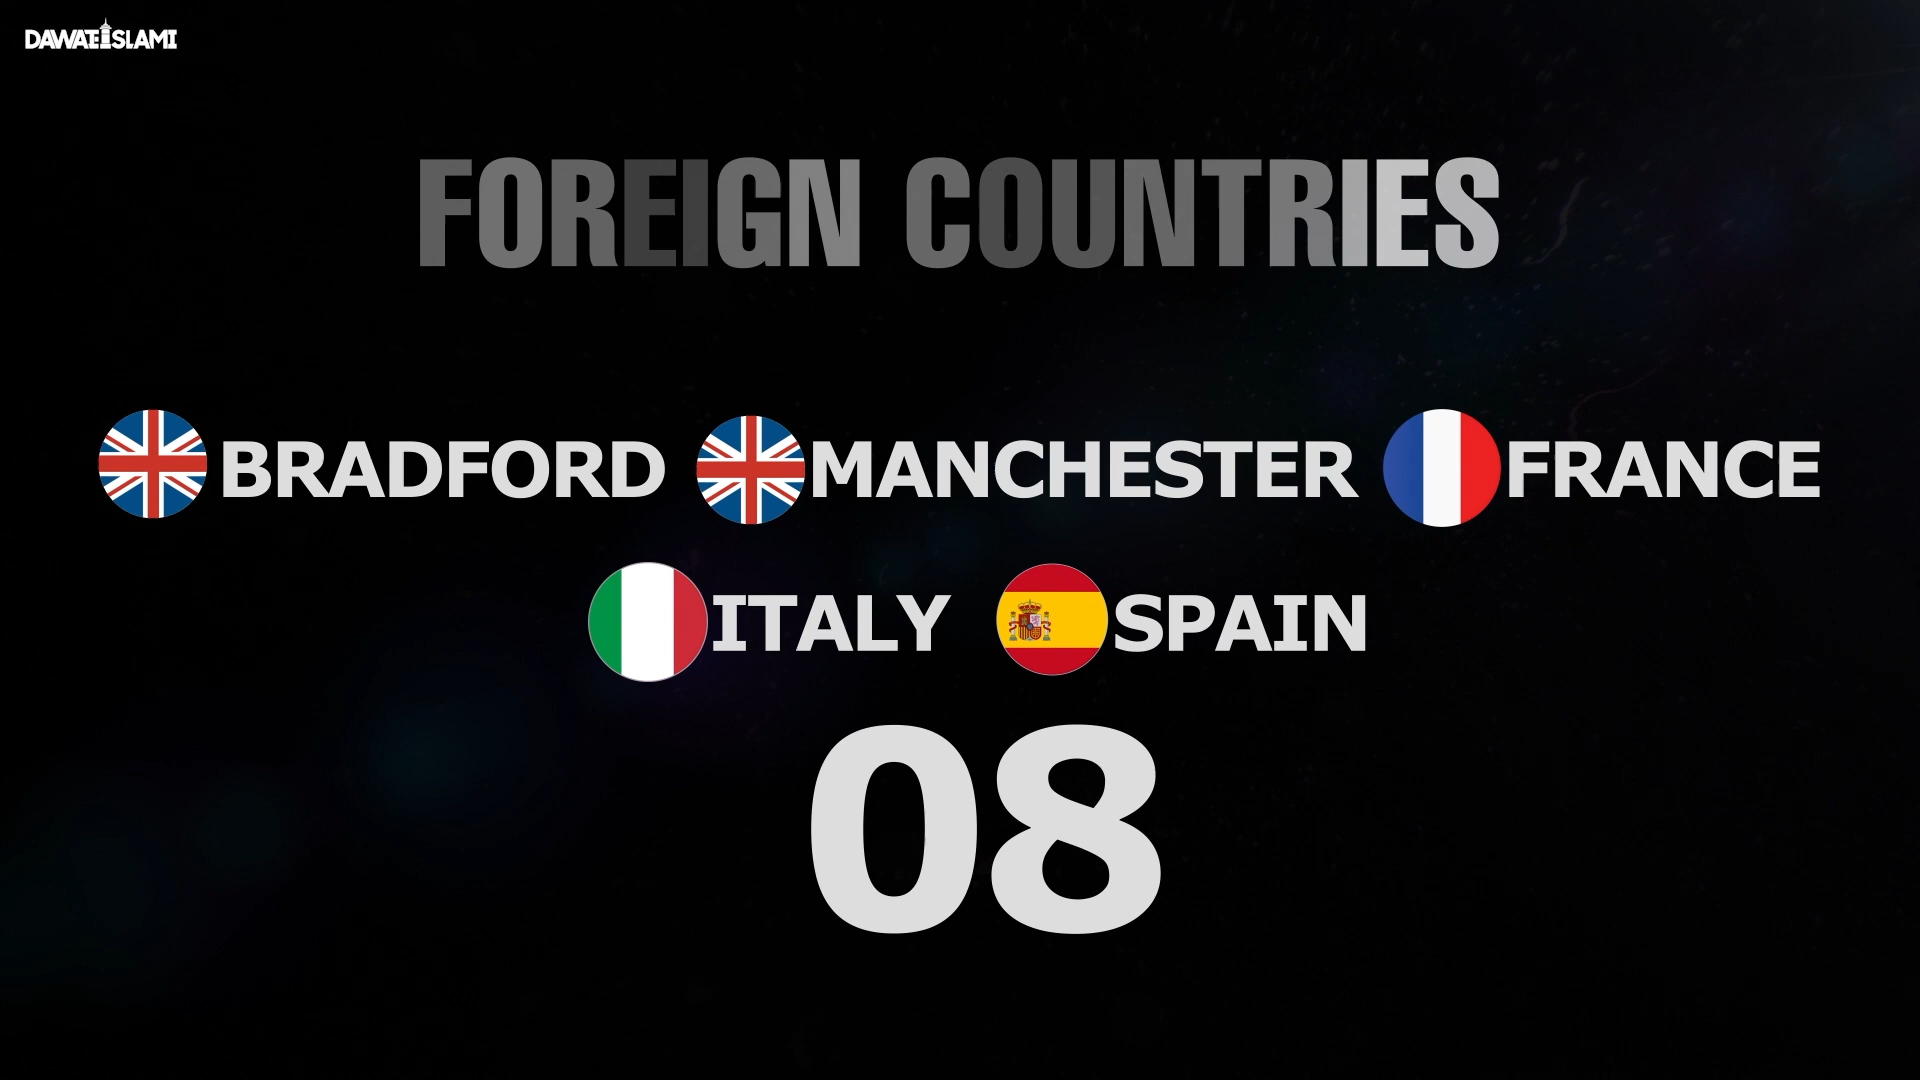 DAWATEISLAMI
FOREIGN COUNTRIES
BRADFORD MANCHESTER FRANCE
ITALY SPAIN
08